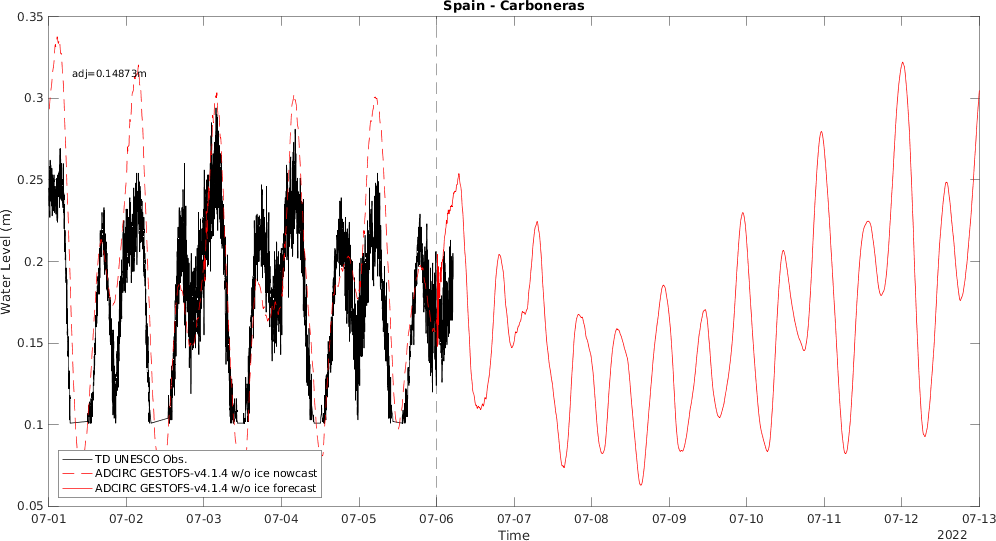 Spain - Carboneras
0.35
adj=0.14873m
0.3
0.25
0.2
0.15
0.1
0.05
Water Level (m)
TD UNESCO Obs.
ADCIRC GESTOFS-v4.1.4 w/o ice nowcast
ADCIRC GESTOFS-v4.1.4 w/o ice forecast
07-01 07-02 07-03 07-04 07-05 07-06 07-07 07-08 07-09 07-10 07-11 07-12 07-13
Time
2022